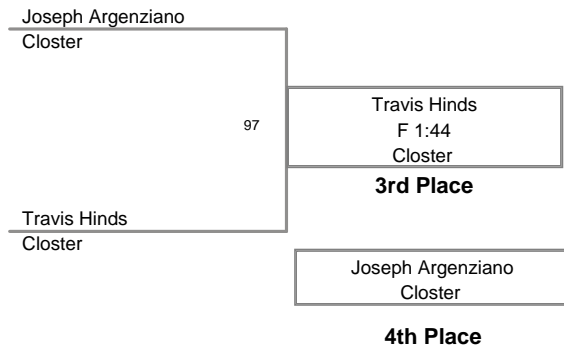 Joseph Argenziano
Closter
97
Travis Hinds
F 1:44
Closter
3rd Place
Travis Hinds
Closter
Joseph Argenziano
Closter
4th Place